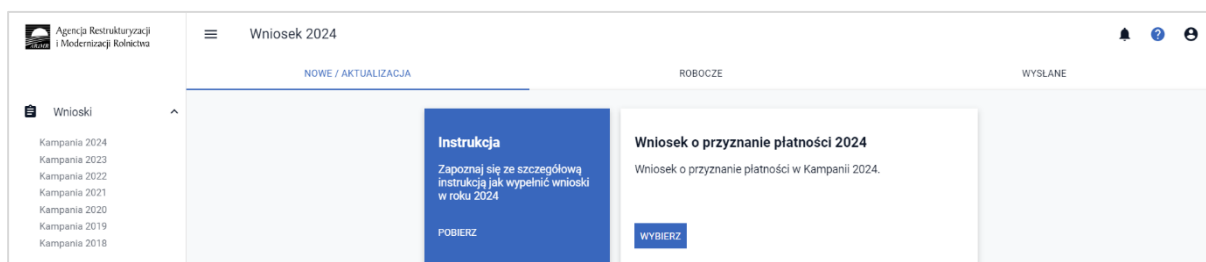 Agencja Restrukturyzacji
i Modernizacji Rolnictwa
Wniosek 2024
NOWE / AKTUALIZACJA
ROBOCZE
WYSŁANE
Wnioski
Kampania 2024
Kampania 2023
Kampania 2022
Kampania 2021
Kampania 2020
Kampania 2019
Kampania 2018
Instrukcja
Zapoznaj się ze szczegółową
instrukcją jak wypełnić wnioski
w roku 2024
POBIERZ
Wniosek o przyznanie płatności 2024
Wniosek o przyznanie płatności w Kampanii 2024.
WYBIERZ